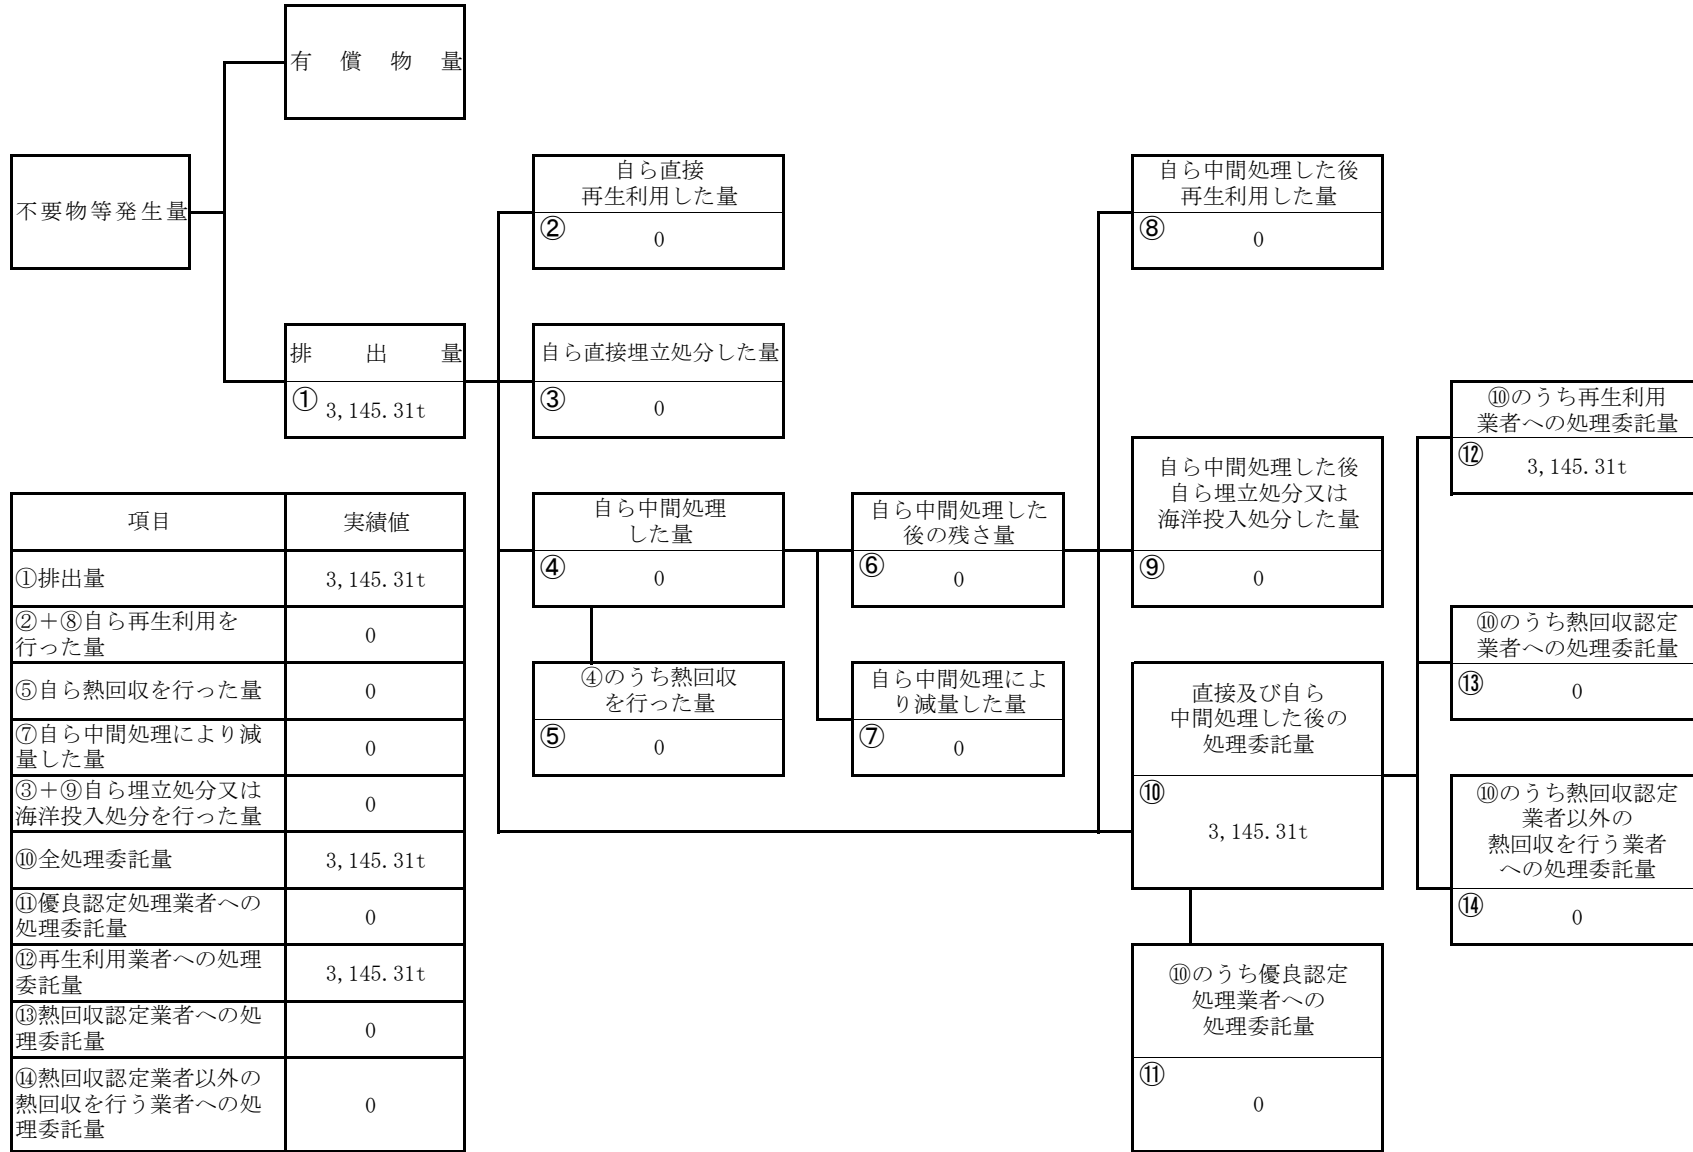 有償物量
不要物等発生量
排出量
① 3,145.31t
自ら直接
再生利用した量
②
0
自ら直接埋立処分した量
③
0
自ら中間処理
した量
④
0
④のうち熱回収
を行った量
⑤
0
自ら中間処理した
後の残さ量
⑥
0
自ら中間処理によ
り減量した量
⑦
0
自ら中間処理した後
再生利用した量
⑧
0
自ら中間処理した後
自ら埋立処分又は
海洋投入処分した量
⑨
0
直接及び自ら
中間処理した後の
処理委託量
⑩
3,145.31t
⑩のうち優良認定
処理業者への
処理委託量
⑪
0
⑩のうち再生利用
業者への処理委託量
⑫
3,145.31t
⑩のうち熱回収認定
業者への処理委託量
⑬
0
⑩のうち熱回収認定
業者以外の
熱回収を行う業者
への処理委託量
⑭
0
項目 実績値
①排出量 3,145.31t
②＋⑧自ら再生利用を
行った量
0
⑤自ら熱回収を行った量 0
⑦自ら中間処理により減
量した量
0
③＋⑨自ら埋立処分又は
海洋投入処分を行った量
0
⑩全処理委託量 3,145.31t
⑪優良認定処理業者への
処理委託量
0
⑫再生利用業者への処理
委託量
3,145.31t
⑬熱回収認定業者への処
理委託量
0
⑭熱回収認定業者以外の
熱回収を行う業者への処
理委託量
0